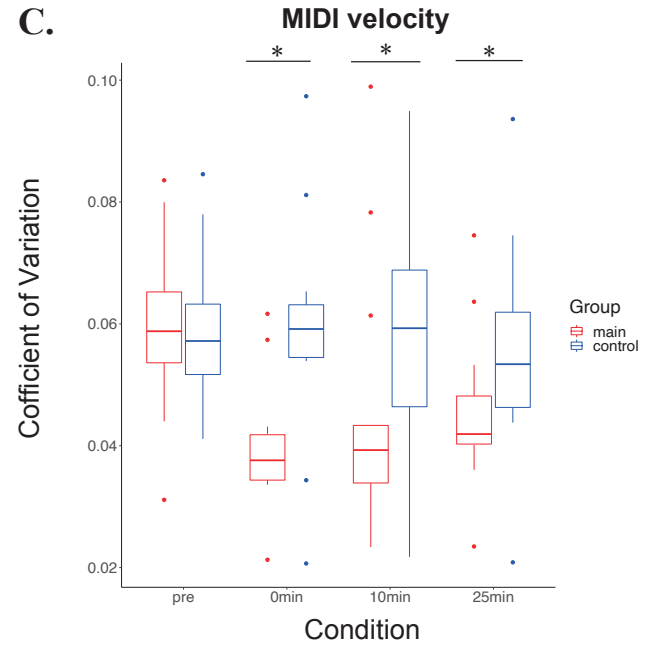 C.
MIDI velocity
* * *
0.10
0.08
0.06
0.04
0.02
Cofficient of Variation
pre 0min 10min 25min
Condition
Group
main
control